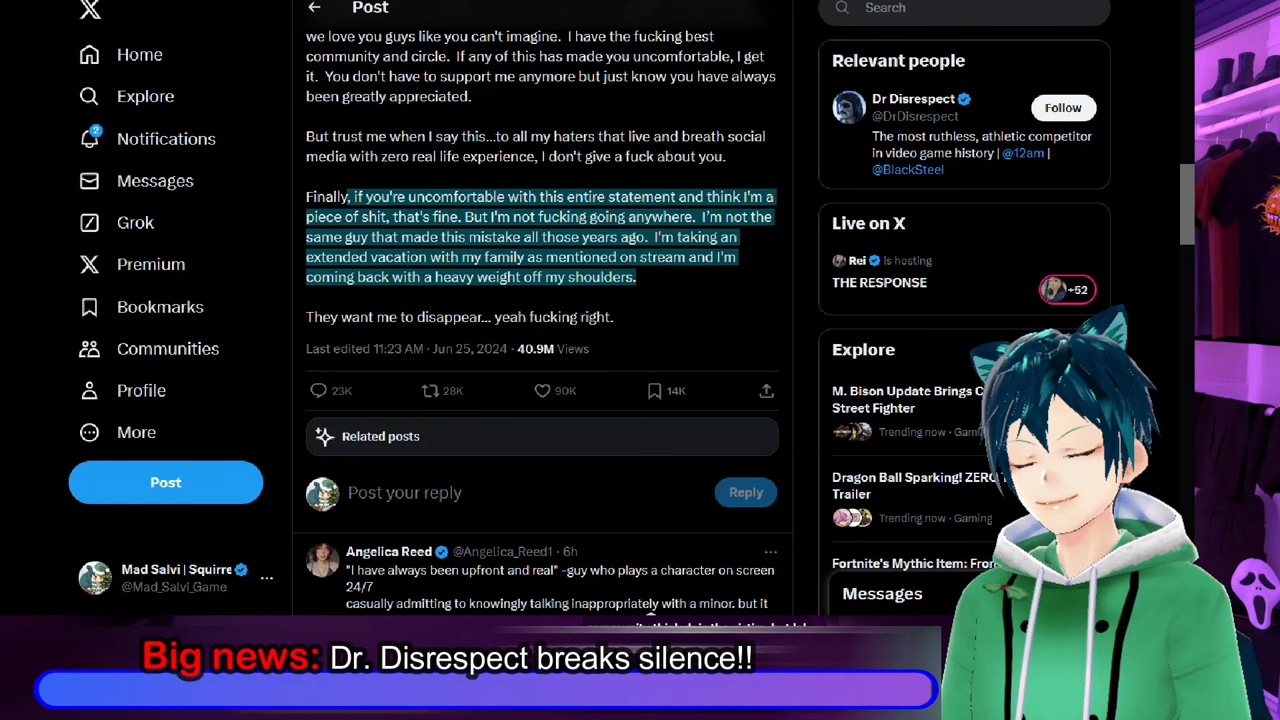 Post
we love you guys like you can't imagine.  I have the fucking best
community and circle.  If any of this has made you uncomfortable, I get
it.  You don't have to support me anymore but just know you have always
been greatly appreciated.
But trust me when I say this...to all my haters that live and breath social
media with zero real life experience, I don't give a fuck about you.
Finally, if you're uncomfortable with this entire statement and think I'm a
piece of shit, that's fine. But I'm not fucking going anywhere.  I'm not the
same guy that made this mistake all those years ago.  I'm taking an
extended vacation with my family as mentioned on stream and I'm
coming back with a heavy weight off my shoulders.
They want me to disappear... yeah fucking right.
Last edited 11:23 AM · Jun 25, 2024 · 40.9M Views
23K 28K 90K 14K
Related posts
Post your reply
Reply
Angelica Reed @Angelica_Reed1 · 6h
"I have always been upfront and real" -guy who plays a character on screen
24/7
casually admitting to knowingly talking inappropriately with a minor. but it
Home
Explore
2
Notifications
Messages
Grok
Premium
Bookmarks
Communities
Profile
More
Post
Mad Salvi | Squirre
@Mad_Salvi_Game
Search
Relevant people
Dr Disrespect
@DrDisrespect
Follow
The most ruthless, athletic competitor
in video game history | @12am |
@BlackSteel
Live on X
Rei is hosting
THE RESPONSE
+52
Explore
M. Bison Update Brings
Street Fighter
Trending now · Gam
Dragon Ball Sparking! ZERO
Trailer
Trending now · Gaming
Fortnite's Mythic Item:
Messages
Big news: Dr. Disrespect breaks silence!!